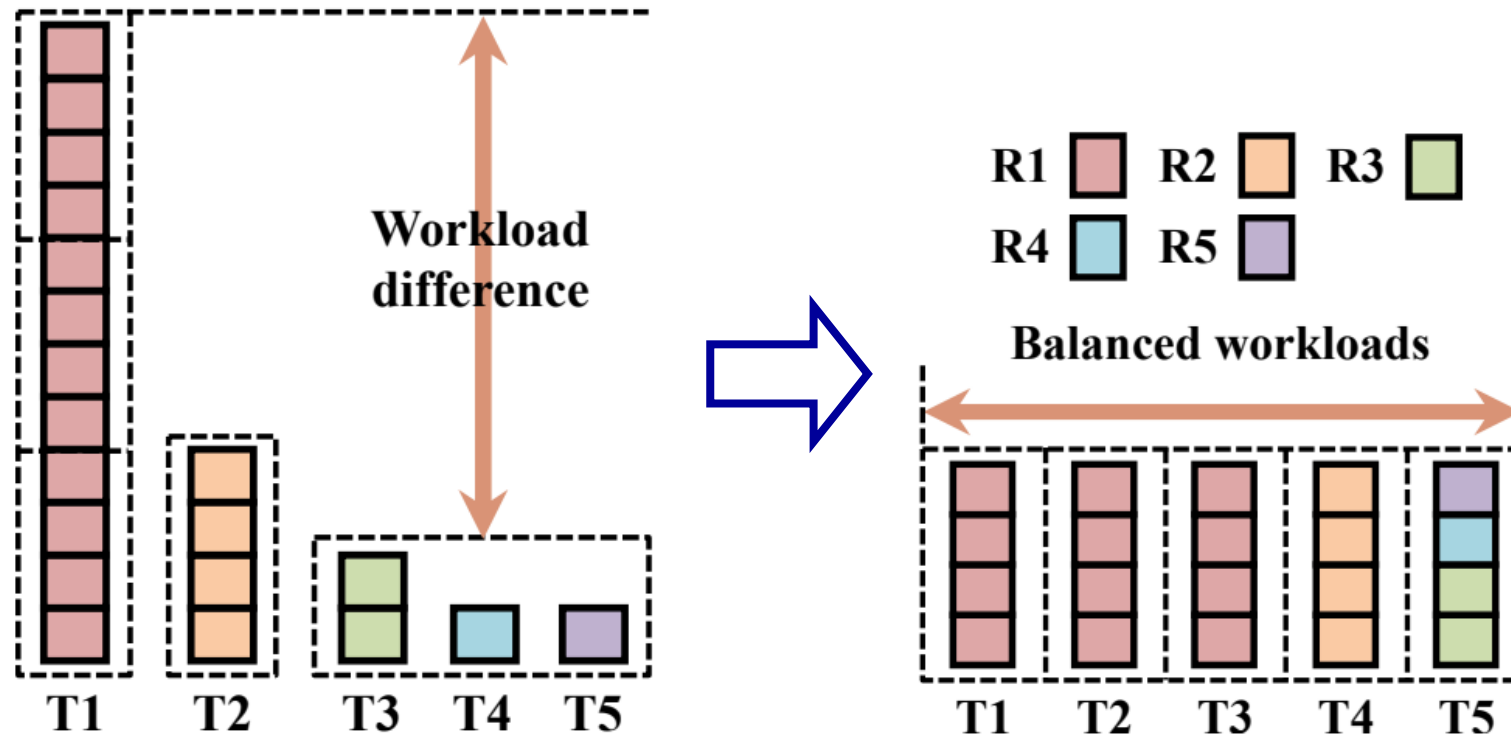 Workload
difference
T1 T2 T3 T4 T5
R1 R2 R3
R4 R5
Balanced workloads
T1 T2 T3 T4 T5